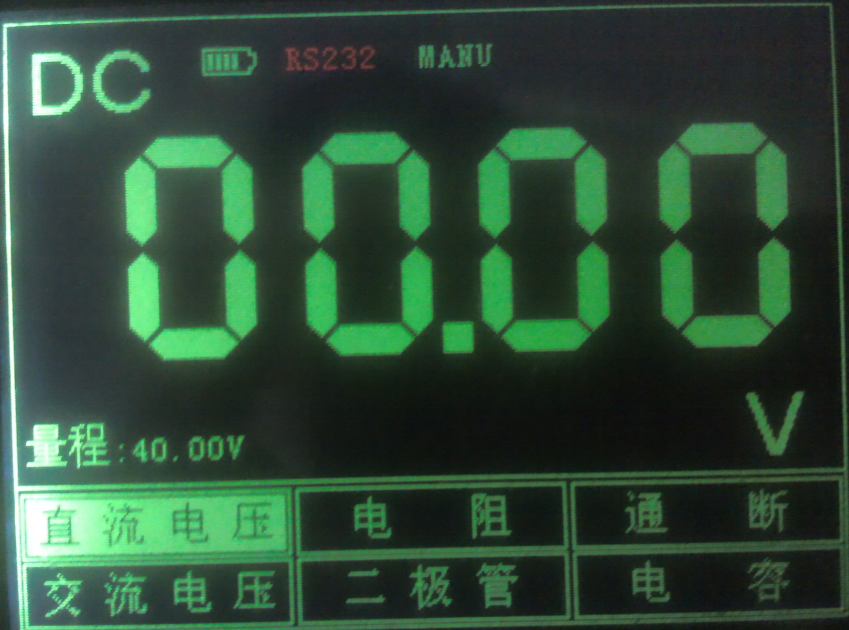 DC RS232 MANU
00.00
V
量程:40.00V
直流电压 电阻 通断
交流电压 二极管 电容